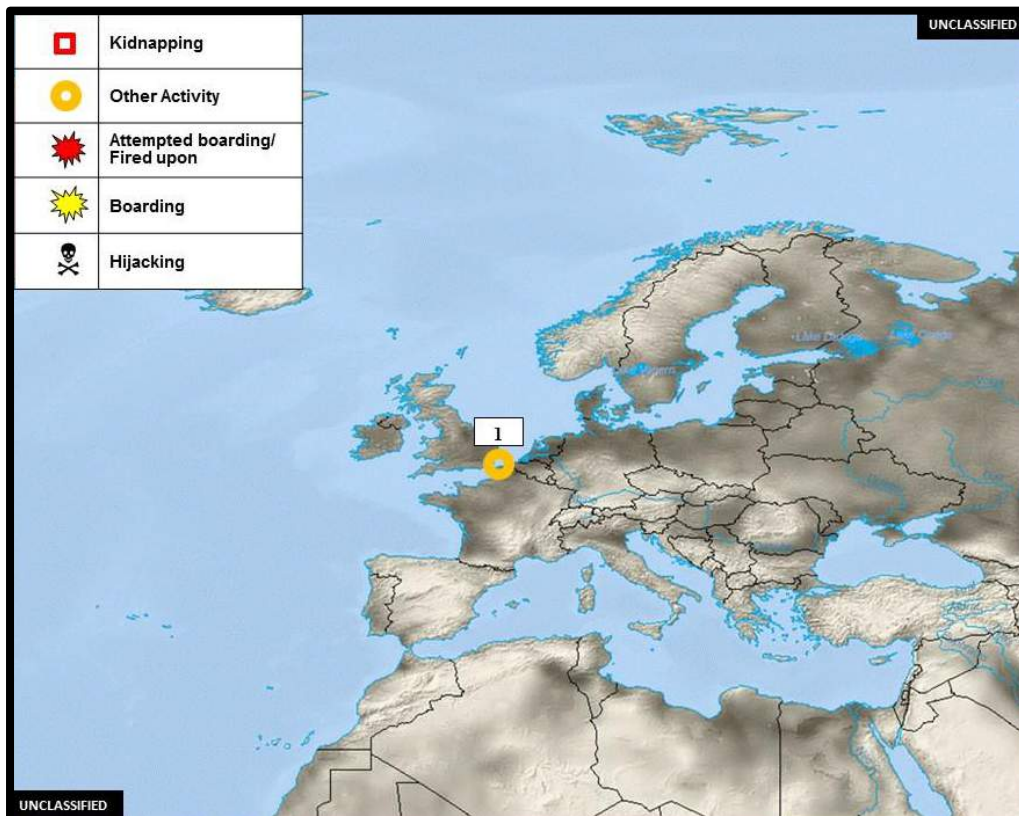 UNCLASSIFIED
Kidnapping
Other Activity
Attempted boarding/
Fired upon
Boarding
Hijacking
1
UNCLASSIFIED